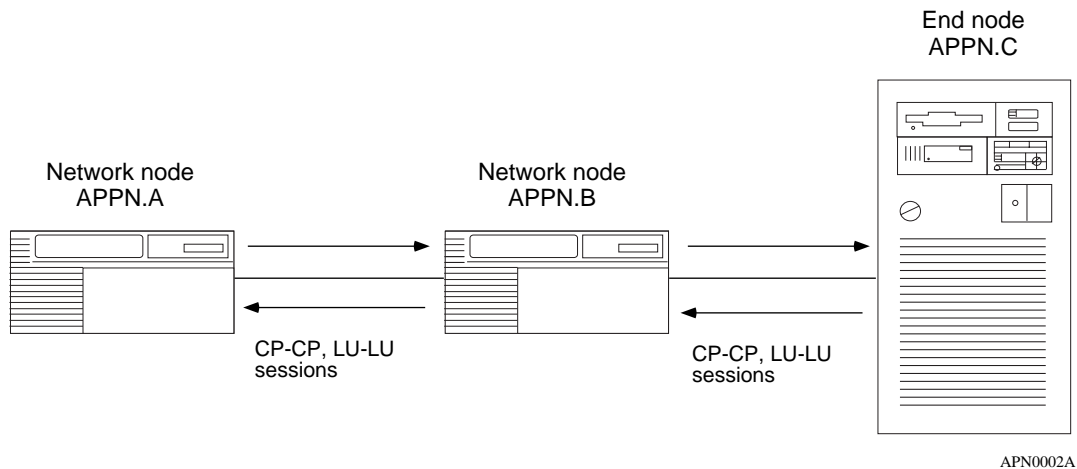 End node
APPN.C
Network node
APPN.A
Network node
APPN.B
CP-CP, LU-LU
sessions
CP-CP, LU-LU
sessions
APN0002A